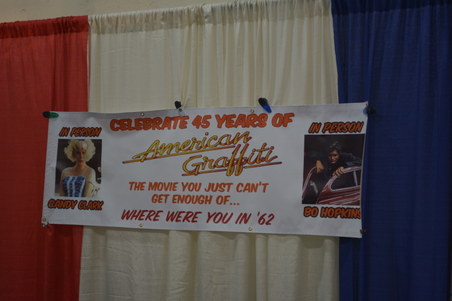 CELEBRATE 45 YEARS OF
American
Graffiti
THE MOVIE YOU JUST CAN'T
GET ENOUGH OF...
WHERE WERE YOU IN '62
IN PERSON
CANDY CLARK
IN PERSON
BO HOPKINS